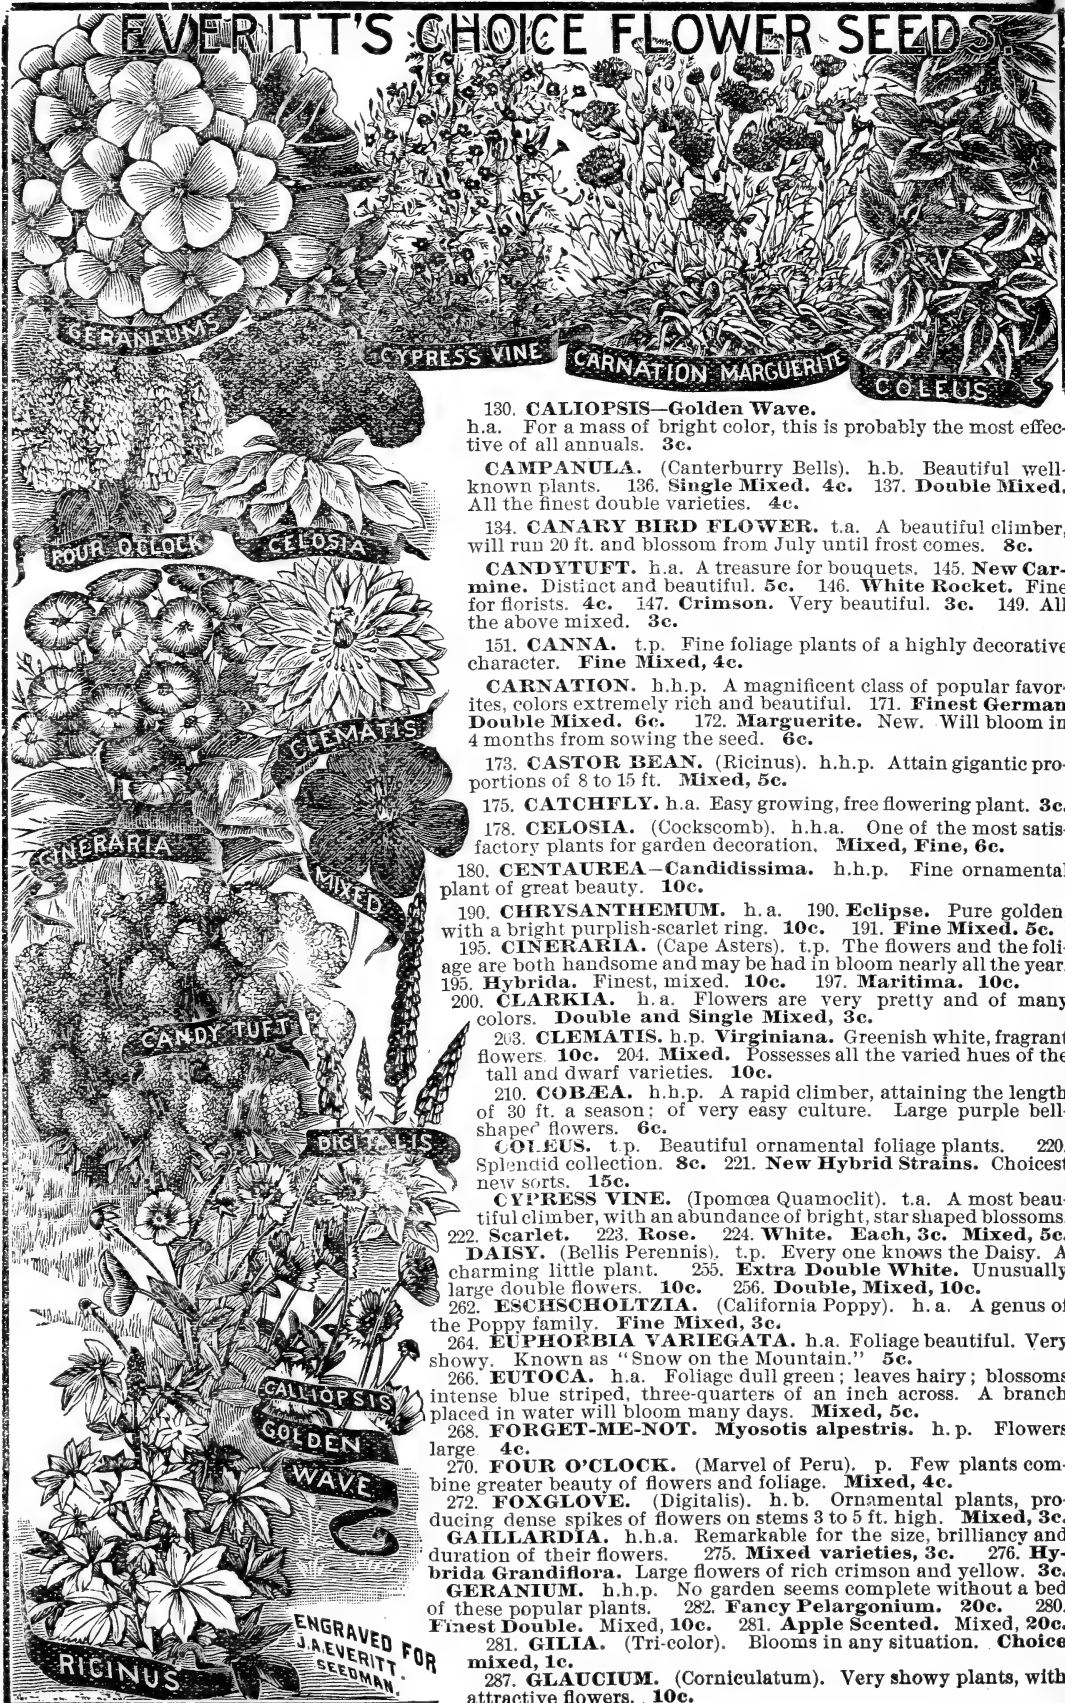 EVERITT'S CHOICE FLOWER SEEDS.
GERANEUMS
CYPRESS VINE
CARNATION MARGUERITE
COLEUS
FOUR O'CLOCK
CELOSIA
CLEMATIS
CINERARIA
MIXED
CANDY TUFT
DIGITALIS
CALLIOPSIS
GOLDEN
WAVE
RICINUS
ENGRAVED FOR
J.A. EVERITT.
SEEDMAN.
130. CALIOPSIS—Golden Wave.
h.a. For a mass of bright color, this is probably the most effec-
tive of all annuals. 3c.
CAMPANULA. (Canterburry Bells). h.b. Beautiful well-
known plants. 136. Single Mixed. 4c. 137. Double Mixed.
All the finest double varieties. 4c.
134. CANARY BIRD FLOWER. t.a. A beautiful climber,
will run 20 ft. and blossom from July until frost comes. 8c.
CANDYTUFT. h.a. A treasure for bouquets. 145. New Car-
mine. Distinct and beautiful. 5c. 146. White Rocket. Fine
for florists. 4c. 147. Crimson. Very beautiful. 3c. 149. All
the above mixed. 3c.
151. CANNA. t.p. Fine foliage plants of a highly decorative
character. Fine Mixed, 4c.
CARNATION. h.h.p. A magnificent class of popular favor-
ites, colors extremely rich and beautiful. 171. Finest German
Double Mixed. 6c. 172. Marguerite. New. Will bloom in
4 months from sowing the seed. 6c.
173. CASTOR BEAN. (Ricinus). h.h.p. Attain gigantic pro-
portions of 8 to 15 ft. Mixed, 5c.
175. CATCHFLY. h.a. Easy growing, free flowering plant. 3c.
178. CELOSIA. (Cockscomb). h.h.a. One of the most satis-
factory plants for garden decoration, Mixed, Fine, 6c.
180. CENTAUREA—Candidissima. h.h.p. Fine ornamental
plant of great beauty. 10c.
190. CHRYSANTHEMUM. h.a. 190. Eclipse. Pure golden
with a bright purplish-scarlet ring. 10c. 191. Fine Mixed. 5c.
195. CINERARIA. (Cape Asters). t.p. The flowers and the foli-
age are both handsome and may be had in bloom nearly all the year.
195. Hybrida. Finest, mixed. 10c. 197. Maritima. 10c.
200. CLARKIA. h.a. Flowers are very pretty and of many
colors. Double and Single Mixed, 3c.
203. CLEMATIS. h.p. Virginiana. Greenish white, fragrant
flowers. 10c. 204. Mixed. Possesses all the varied hues of the
tall and dwarf varieties. 10c.
210. COBÆA. h.h.p. A rapid climber, attaining the length
of 30 ft. a season; of very easy culture. Large purple bell-
shaped flowers. 6c.
COLEUS. t.p. Beautiful ornamental foliage plants. 220.
Splendid collection. 8c. 221. New Hybrid Strains. Choicest
new sorts. 15c.
CYPRESS VINE. (Ipomœa Quamoclit). t.a. A most beau-
tiful climber, with an abundance of bright, star shaped blossoms.
222. Scarlet. 223. Rose. 224. White. Each, 3c. Mixed, 5c.
DAISY. (Bellis Perennis). t.p. Every one knows the Daisy. A
charming little plant. 255. Extra Double White. Unusually
large double flowers. 10c. 256. Double, Mixed, 10c.
262. ESCHSCHOLTZIA. (California Poppy). h.a. A genus of
the Poppy family. Fine Mixed, 3c.
264. EUPHORBIA VARIEGATA. h.a. Foliage beautiful. Very
showy. Known as "Snow on the Mountain." 5c.
266. EUTOCA. h.a. Foliage dull green; leaves hairy; blossoms
intense blue striped, three-quarters of an inch across. A branch
placed in water will bloom many days. Mixed, 5c.
268. FORGET-ME-NOT. Myosotis alpestris. h.p. Flowers
large 4c.
270. FOUR O'CLOCK. (Marvel of Peru). p. Few plants com-
bine greater beauty of flowers and foliage. Mixed, 4c.
272. FOXGLOVE. (Digitalis). h.b. Ornamental plants, pro-
ducing dense spikes of flowers on stems 3 to 5 ft. high. Mixed, 3c.
GAILLARDIA. h.h.a. Remarkable for the size, brilliancy and
duration of their flowers. 275. Mixed varieties, 3c. 276. Hy-
brida Grandiflora. Large flowers of rich crimson and yellow. 3c.
GERANIUM. h.h.p. No garden seems complete without a bed
of these popular plants. 282. Fancy Pelargonium. 20c. 280.
Finest Double. Mixed, 10c. 281. Apple Scented. Mixed, 20c.
281. GILIA. (Tri-color). Blooms in any situation. Choice
mixed, 1c.
287. GLAUCIUM. (Corniculatum). Very showy plants, with
attractive flowers. 10c.